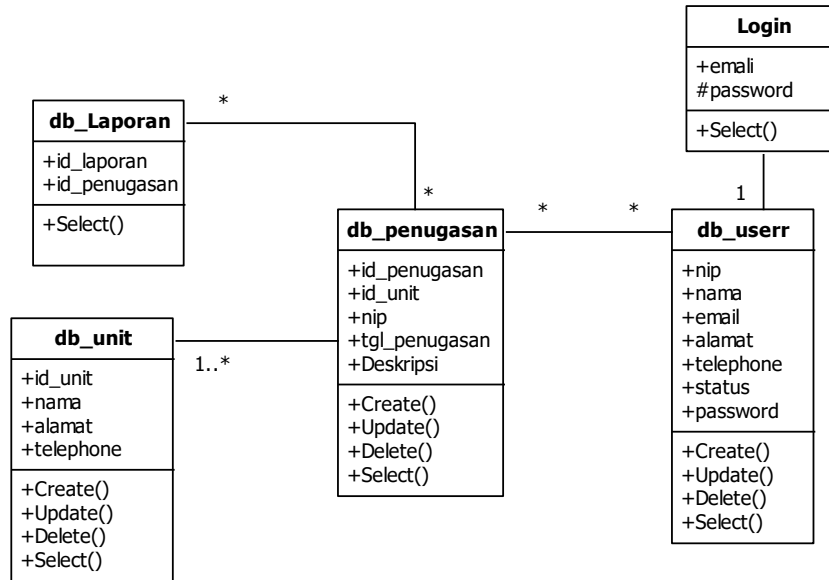 Login
+emali
#password
+Select()
1
db_Laporan
+id_laporan
+id_penugasan
+Select()
*
*
db_penugasan
+id_penugasan
+id_unit
+nip
+tgl_penugasan
+Deskripsi
+Create()
+Update()
+Delete()
+Select()
* *
db_userr
+nip
+nama
+email
+alamat
+telephone
+status
+password
+Create()
+Update()
+Delete()
+Select()
db_unit
+id_unit
+nama
+alamat
+telephone
+Create()
+Update()
+Delete()
+Select()
1..*